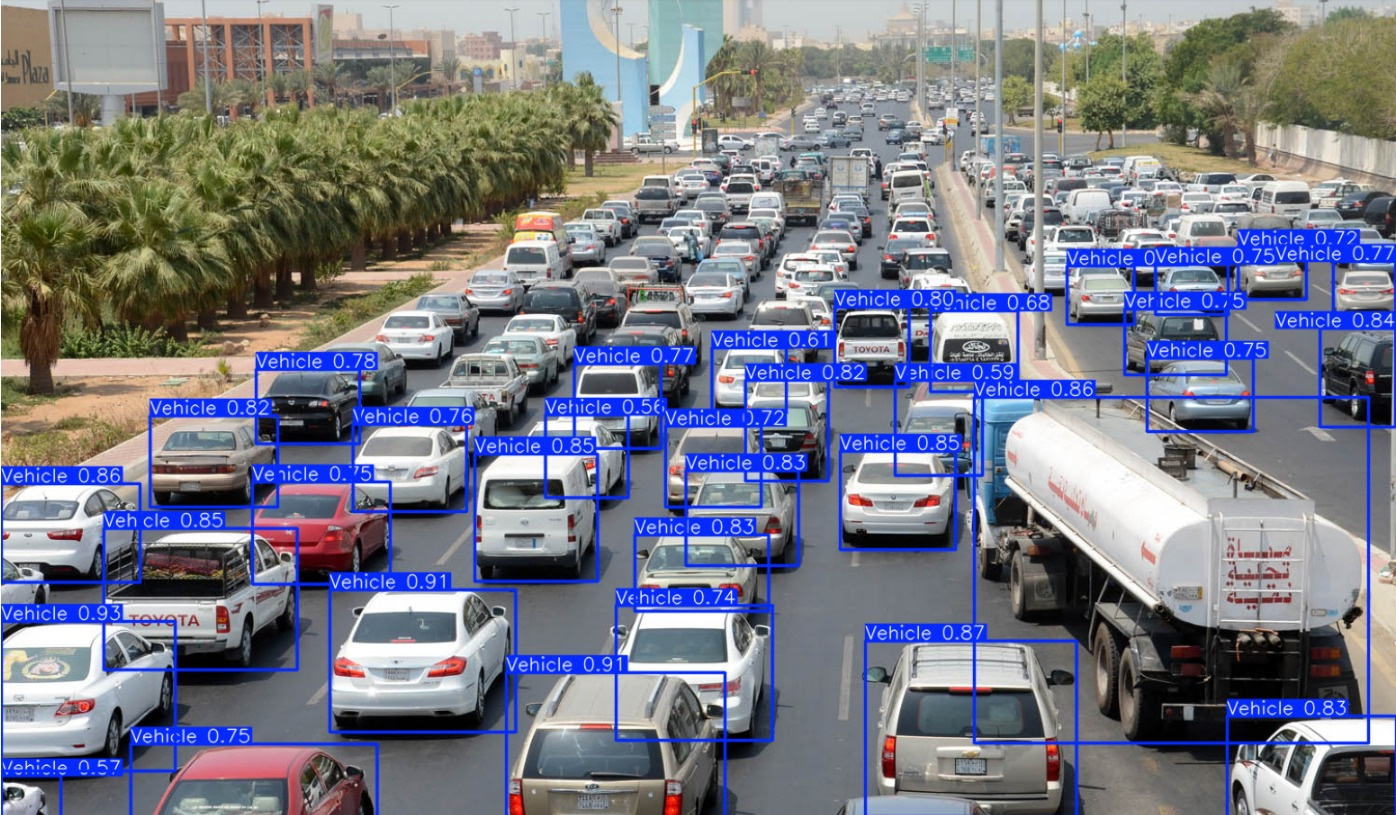 Plaza
Vehicle 0.72
Vehicle 0
.75
Vehicle 0.77
Vehicle 0.80
hicle 0.68
Vehicle 0.75
Vehicle 0.84
Vehicle 0.61
TOYOTA
Vehicle 0.75
Vehicle 0.78
Vehicle 0.77
Vehicle 0.82
Vehicle 0.59
Vehicle 0.86
Vehicle 0.82
Vehicle 0.76
Vehicle 0.56
Vehicle 0.72
Vehicle 0.85
Vehicle 0.85
Vehicle 0.86
Vehicle 0.75
Vehicle 0.83
Vehicle 0.85
Vehicle 0.83
Vehicle 0.91
Vehicle 0.74
Vehicle 0.93
TOYOTA
Vehicle 0.87
Vehicle 0.91
Vehicle 0.83
Vehicle 0.75
Vehicle 0.57